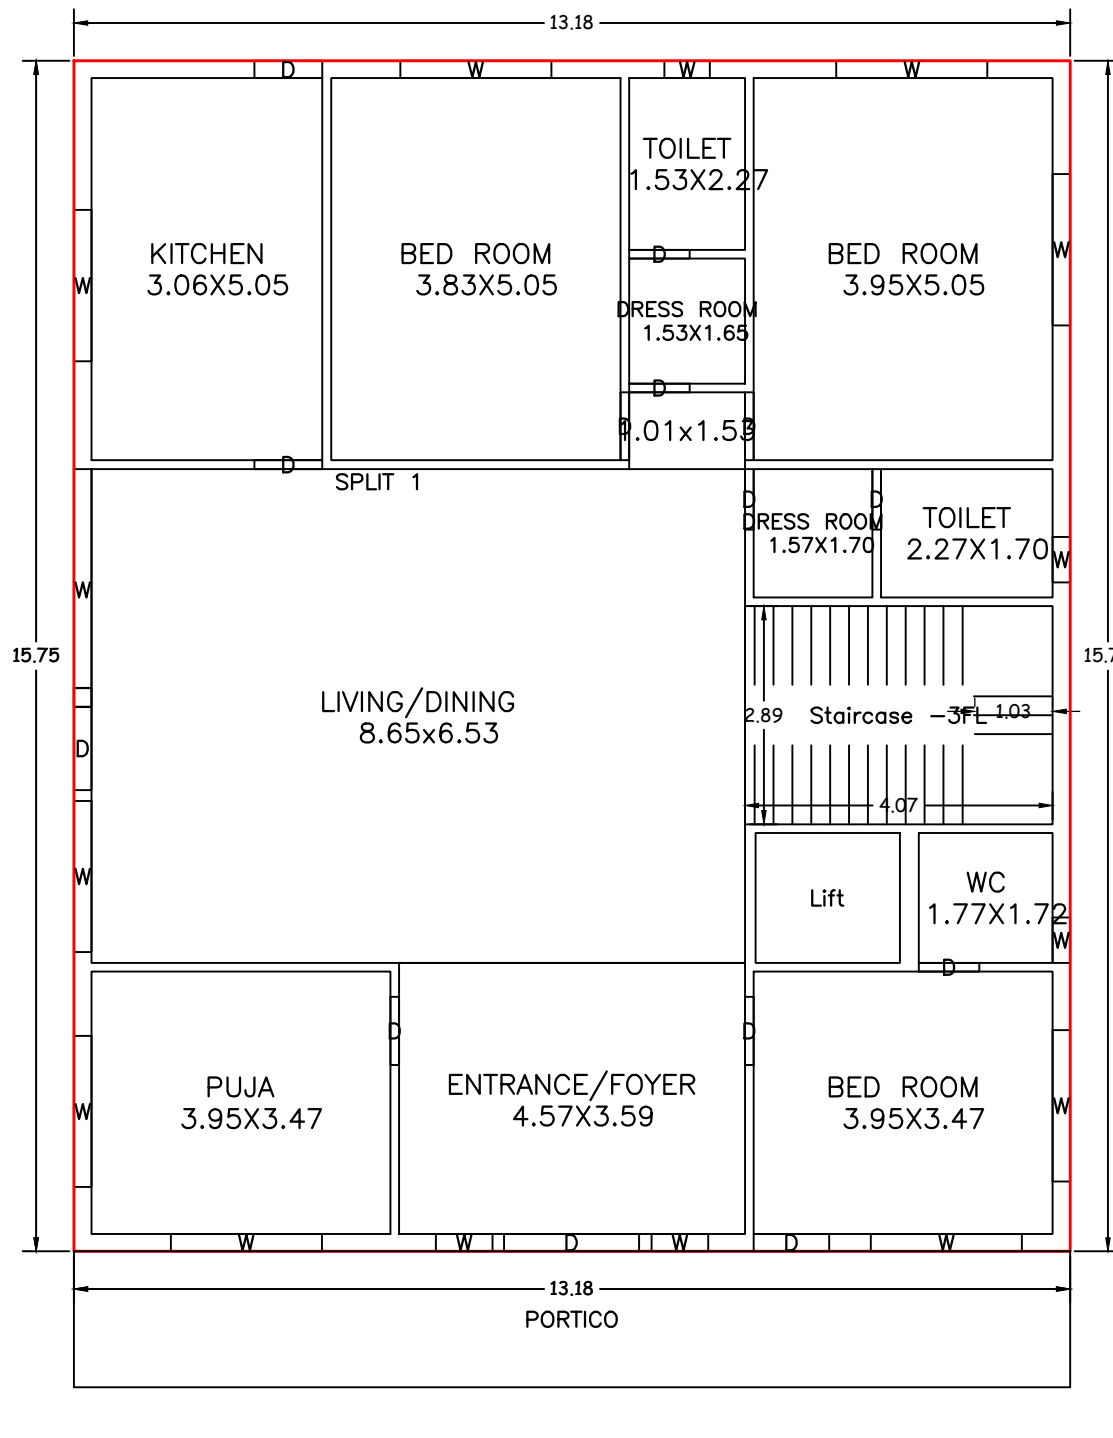 13.18
D
W
W
W
TOILET
1.53X2.27
KITCHEN
3.06X5.05
BED ROOM
3.83X5.05
D
BED ROOM
3.95X5.05
W
W
DRESS ROOM
1.53X1.65
D
D
1.01x1.53
D
D
SPLIT 1
D
D
DRESS ROOM
1.57X1.70
TOILET
2.27X1.70
W
W
15.75
15.7
LIVING/DINING
8.65x6.53
2.89
Staircase -3FL
1.03
D
4.07
W
Lift
WC
1.77X1.72
W
D
D
D
PUJA
3.95X3.47
ENTRANCE/FOYER
4.57X3.59
BED ROOM
3.95X3.47
W
W
W
W
D
W
D
W
13.18
PORTICO